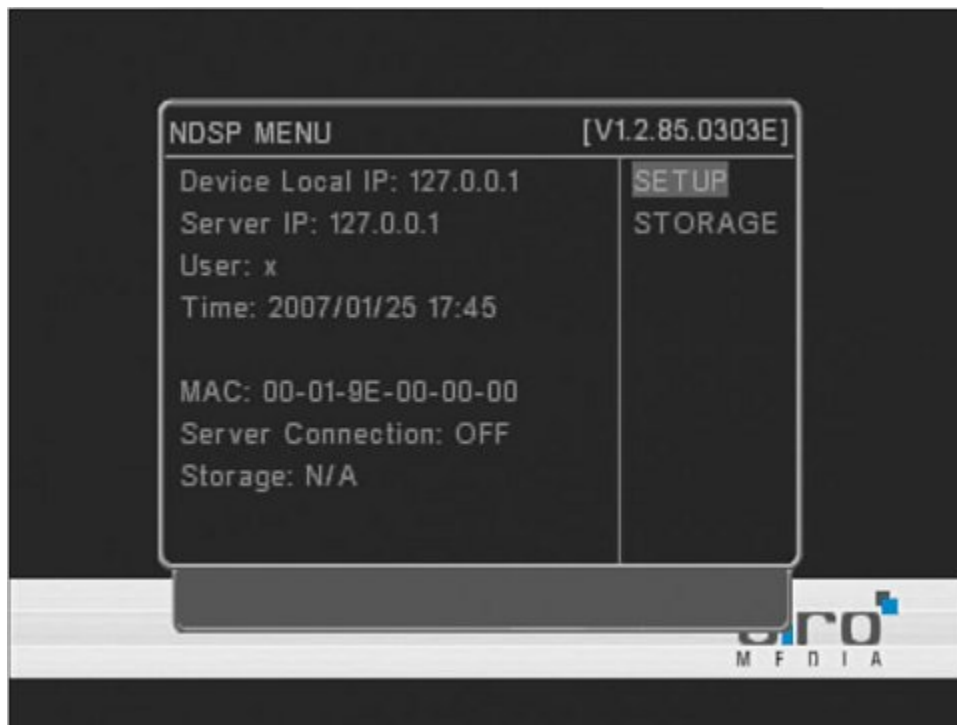 NDSP MENU [V1.2.85.0303E]
Device Local IP: 127.0.0.1
Server IP: 127.0.0.1
User: x
Time: 2007/01/25 17:45
MAC: 00-01-9E-00-00-00
Server Connection: OFF
Storage: N/A
SETUP
STORAGE
MEDIA